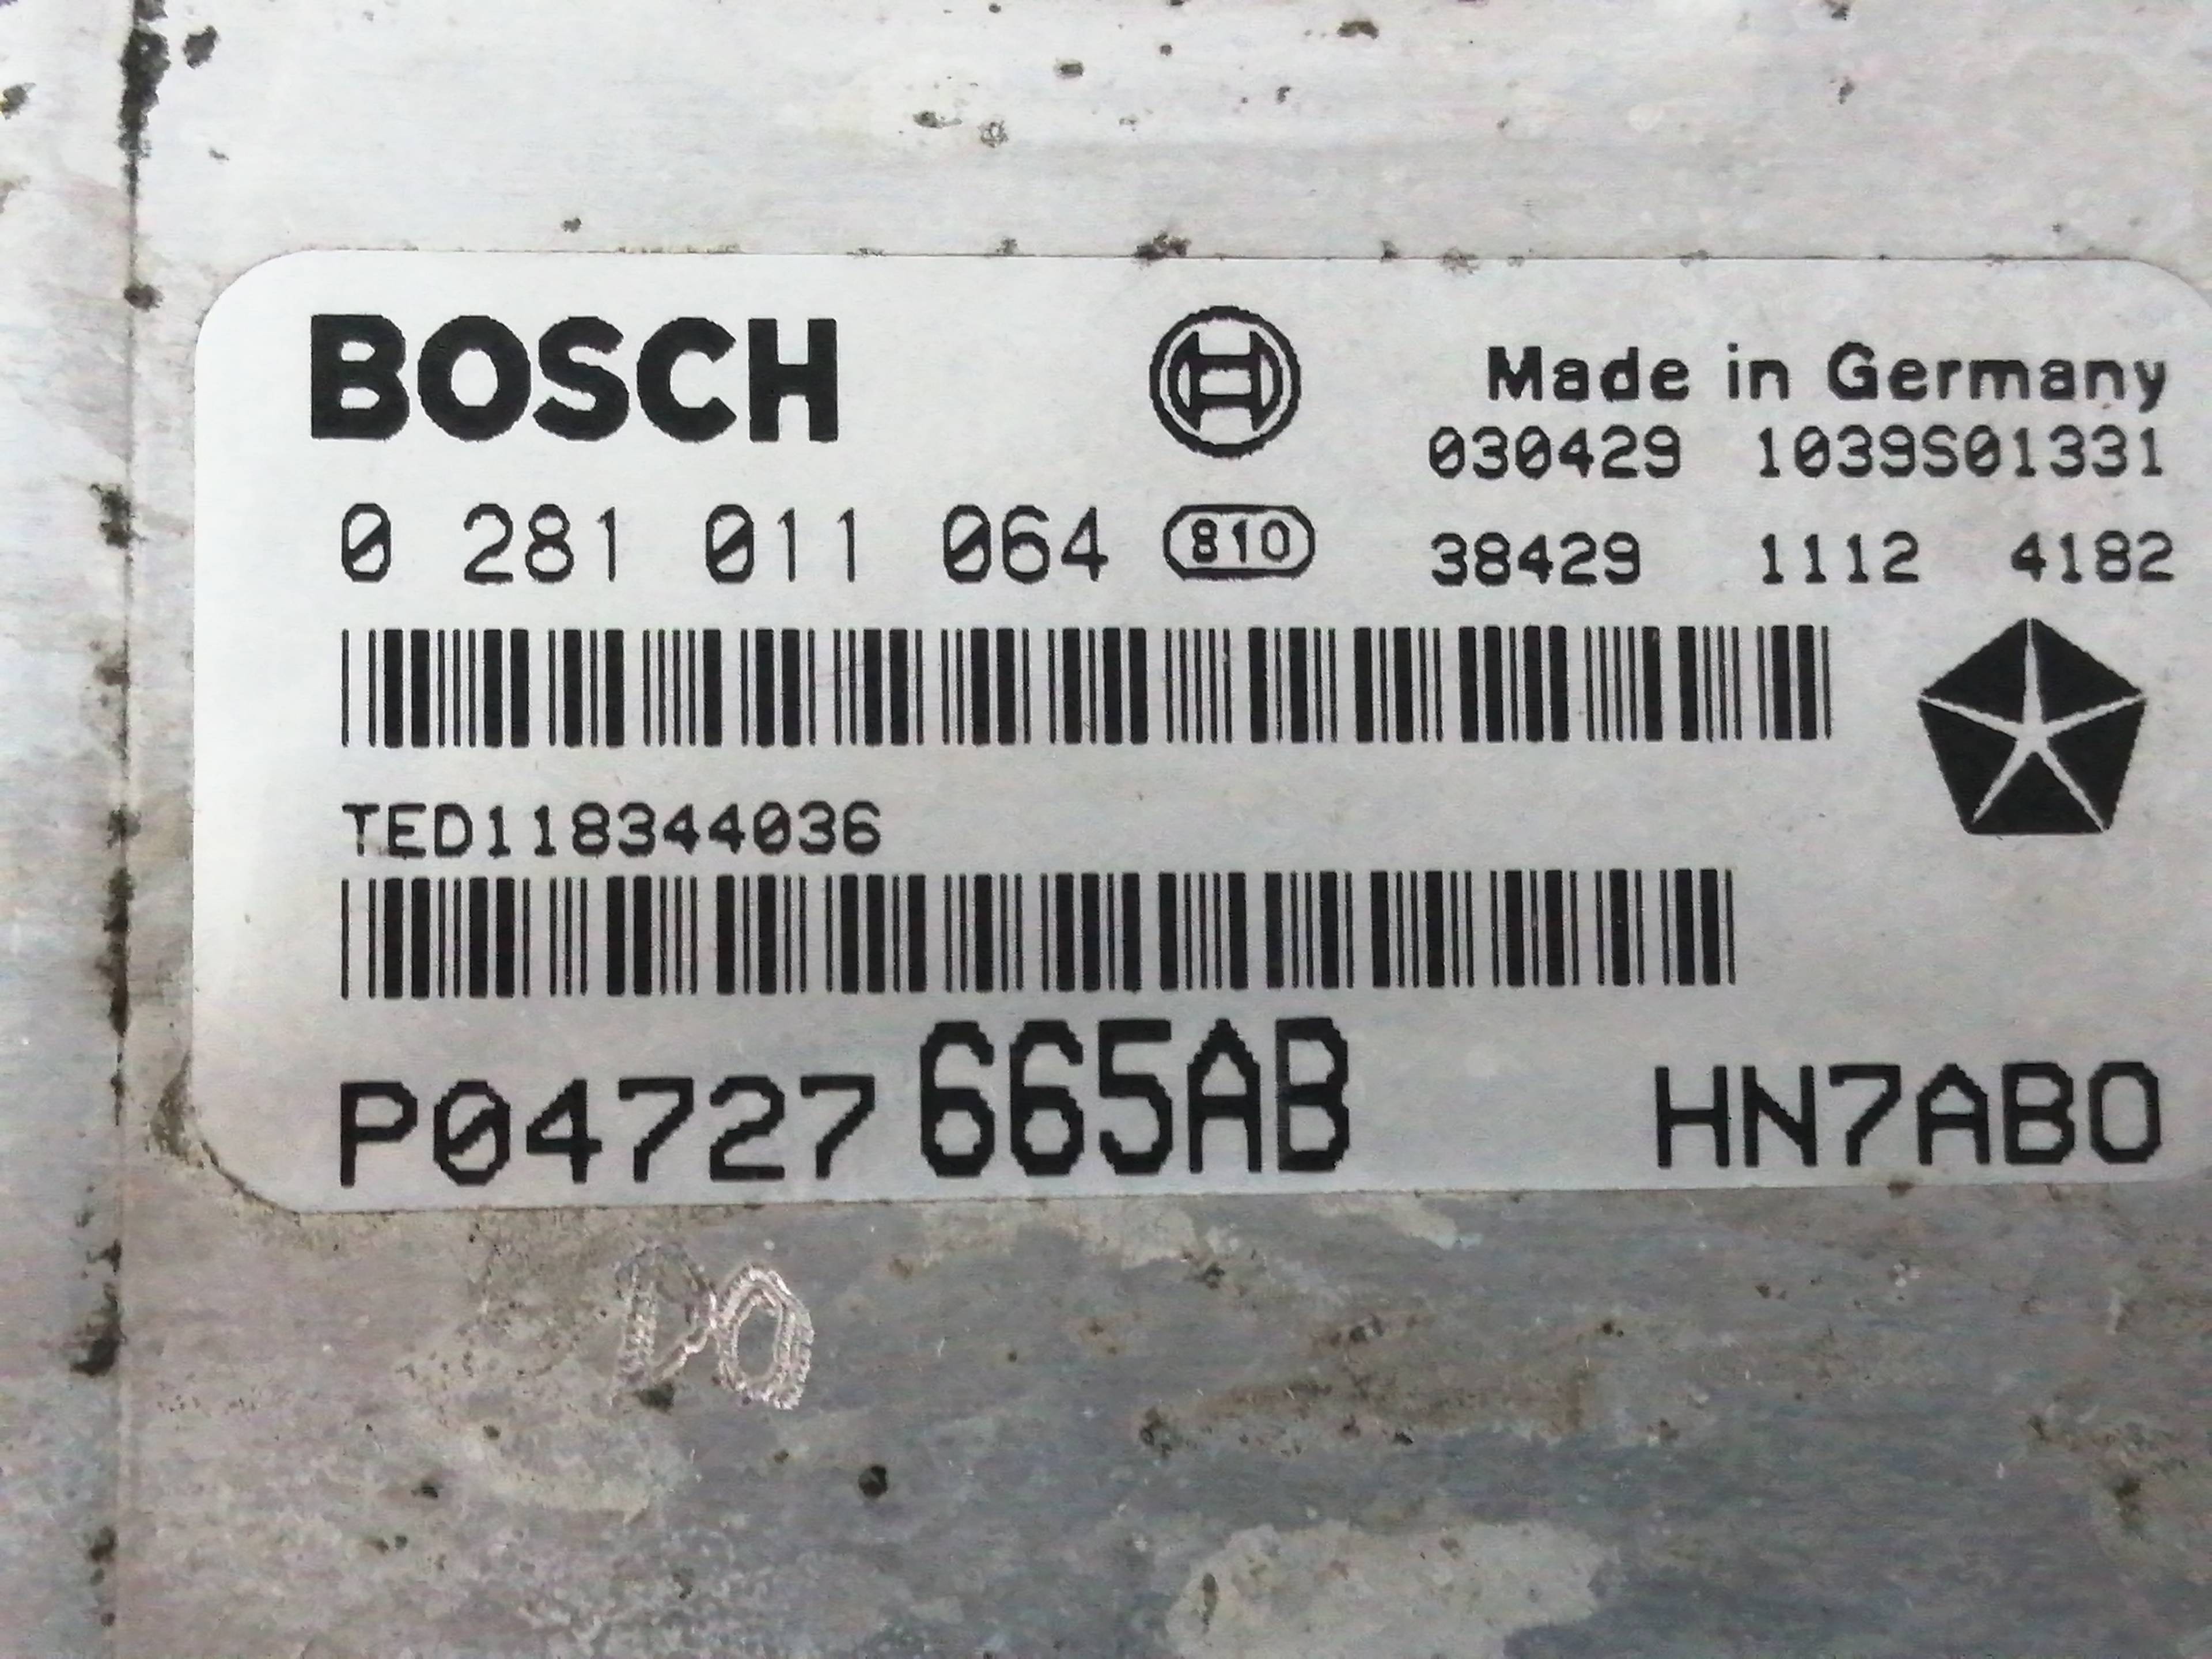 BOSCH
Made in Germany
030429 1039S01331
0 281 011 064 810 38429 1112 4182
TED118344036
P04727665AB HN7AB0